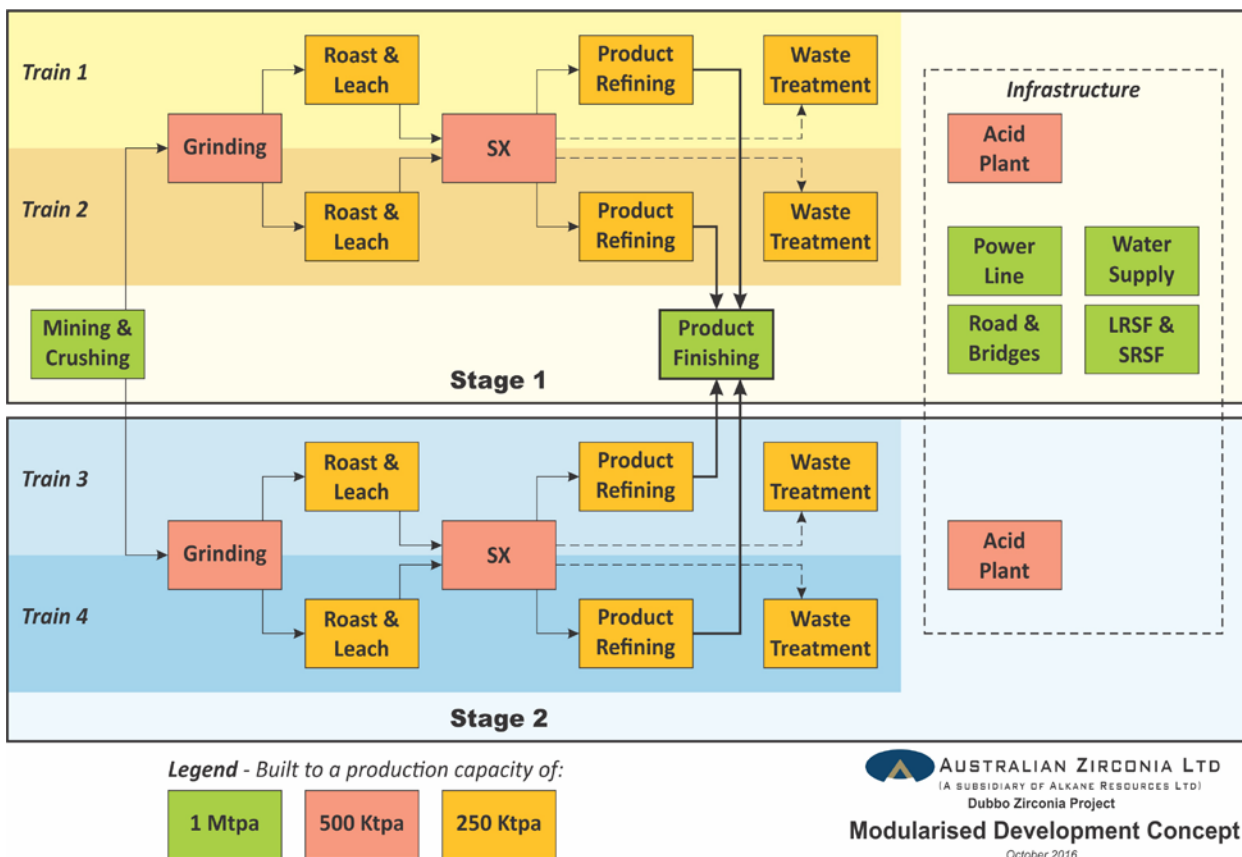 Train 1
Roast &
Leach
Product
Refining
Waste
Treatment
Infrastructure
Grinding
SX
Acid
Plant
Train 2
Roast &
Leach
Product
Refining
Waste
Treatment
Power
Line
Water
Supply
Mining &
Crushing
Product
Finishing
Road &
Bridges
LRSF &
SRSF
Stage 1
Train 3
Roast &
Leach
Product
Refining
Waste
Treatment
Grinding
SX
Acid
Plant
Train 4
Roast &
Leach
Product
Refining
Waste
Treatment
Stage 2
Legend - Built to a production capacity of:
1 Mtpa
500 Ktpa
250 Ktpa
AUSTRALIAN ZIRCONIA LTD
(A SUBSIDIARY OF ALKANE RESOURCES LTD)
Dubbo Zirconia Project
Modularised Development Concept
October 2016